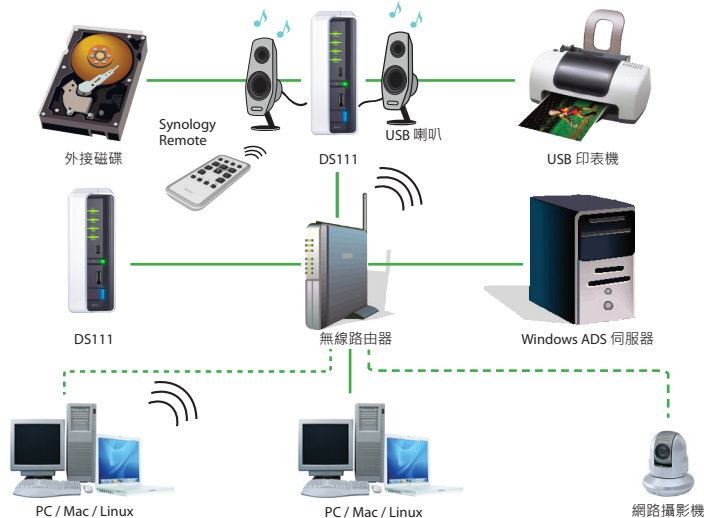 Synology
Remote
外接磁碟
DS111
USB 喇叭
USB 印表機
DS111
無線路由器
Windows ADS 伺服器
PC / Mac / Linux
PC / Mac / Linux
網路攝影機